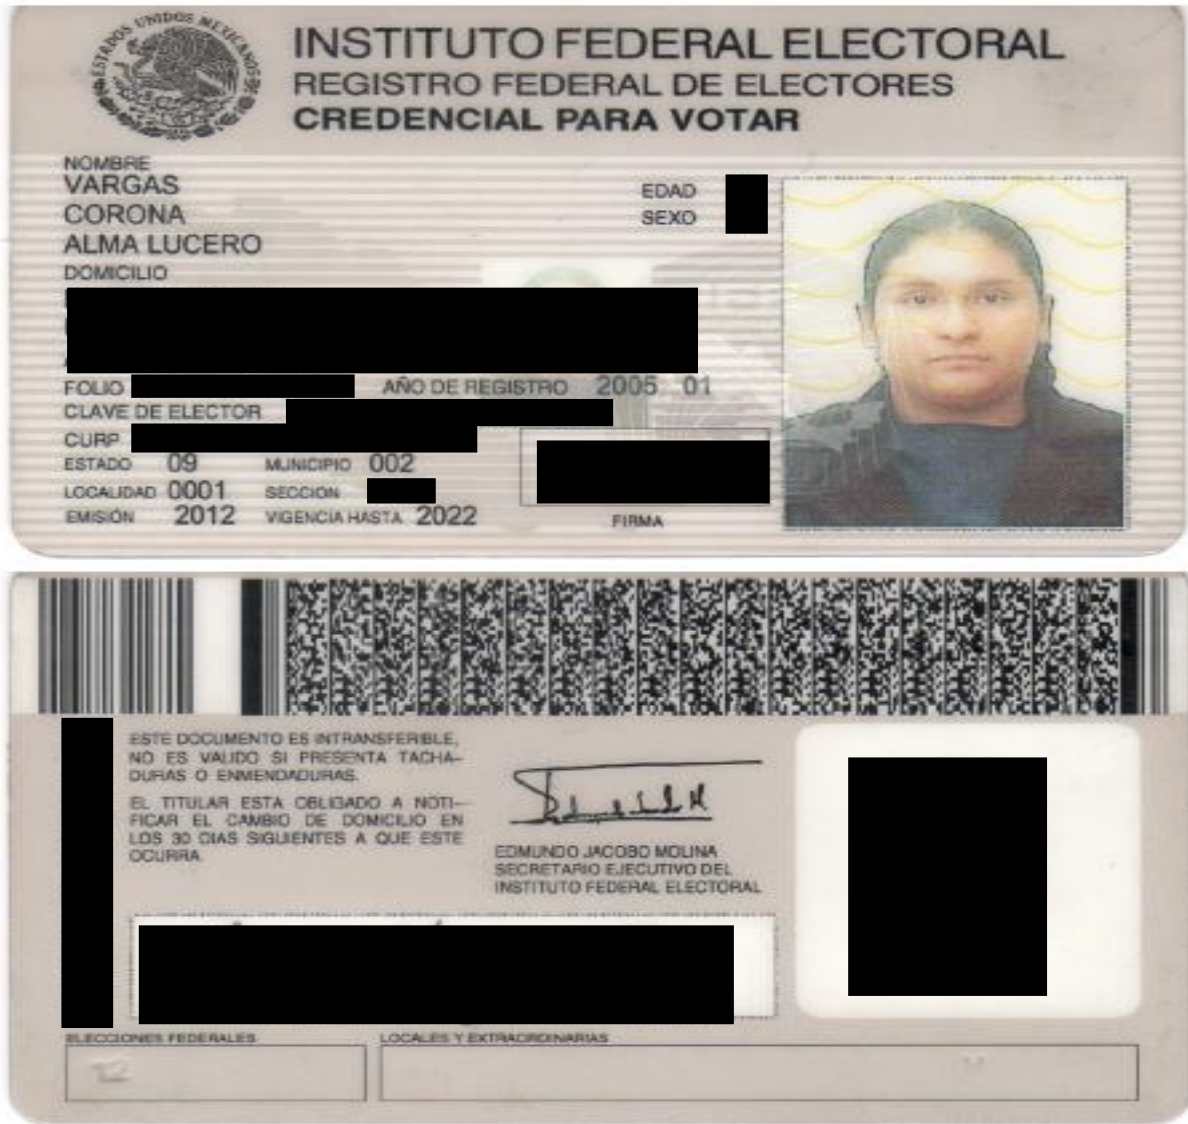 ESTADOS UNIDOS MEXICANOS
INSTITUTO FEDERAL ELECTORAL
REGISTRO FEDERAL DE ELECTORES
CREDENCIAL PARA VOTAR
NOMBRE
VARGAS
CORONA
ALMA LUCERO
EDAD
SEXO
DOMICILIO
FOLIO AÑO DE REGISTRO 2005 01
CLAVE DE ELECTOR
CURP
ESTADO 09 MUNICIPIO 002
LOCALIDAD 0001 SECCION
EMISIÓN 2012 VIGENCIA HASTA 2022
FIRMA
ESTE DOCUMENTO ES INTRANSFERIBLE,
NO ES VALIDO SI PRESENTA TACHA-
DURAS O ENMENDADURAS.
EL TITULAR ESTA OBLIGADO A NOTI-
FICAR EL CAMBIO DE DOMICILIO EN
LOS 30 DIAS SIGUIENTES A QUE ESTE
OCURRA.
EDMUNDO JACOBO MOLINA
SECRETARIO EJECUTIVO DEL
INSTITUTO FEDERAL ELECTORAL
ELECCIONES FEDERALES
LOCALES Y EXTRAORDINARIAS
12